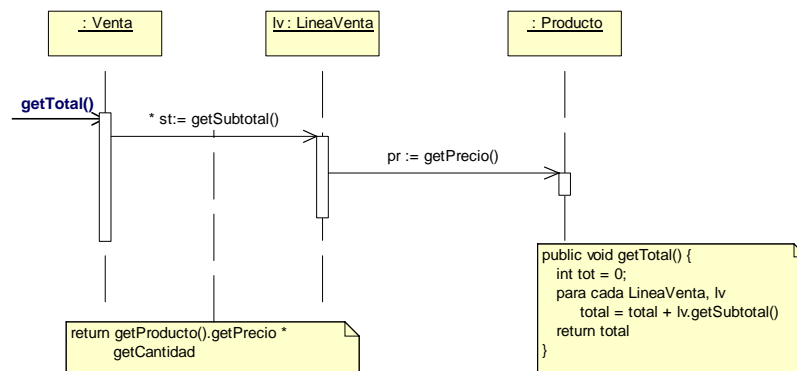 : Venta
lv : LineaVenta
: Producto
getTotal()
* st:= getSubtotal()
pr := getPrecio()
public void getTotal() {
int tot = 0;
para cada LineaVenta, lv
total = total + lv.getSubtotal()
return total
}
return getProducto().getPrecio *
getCantidad